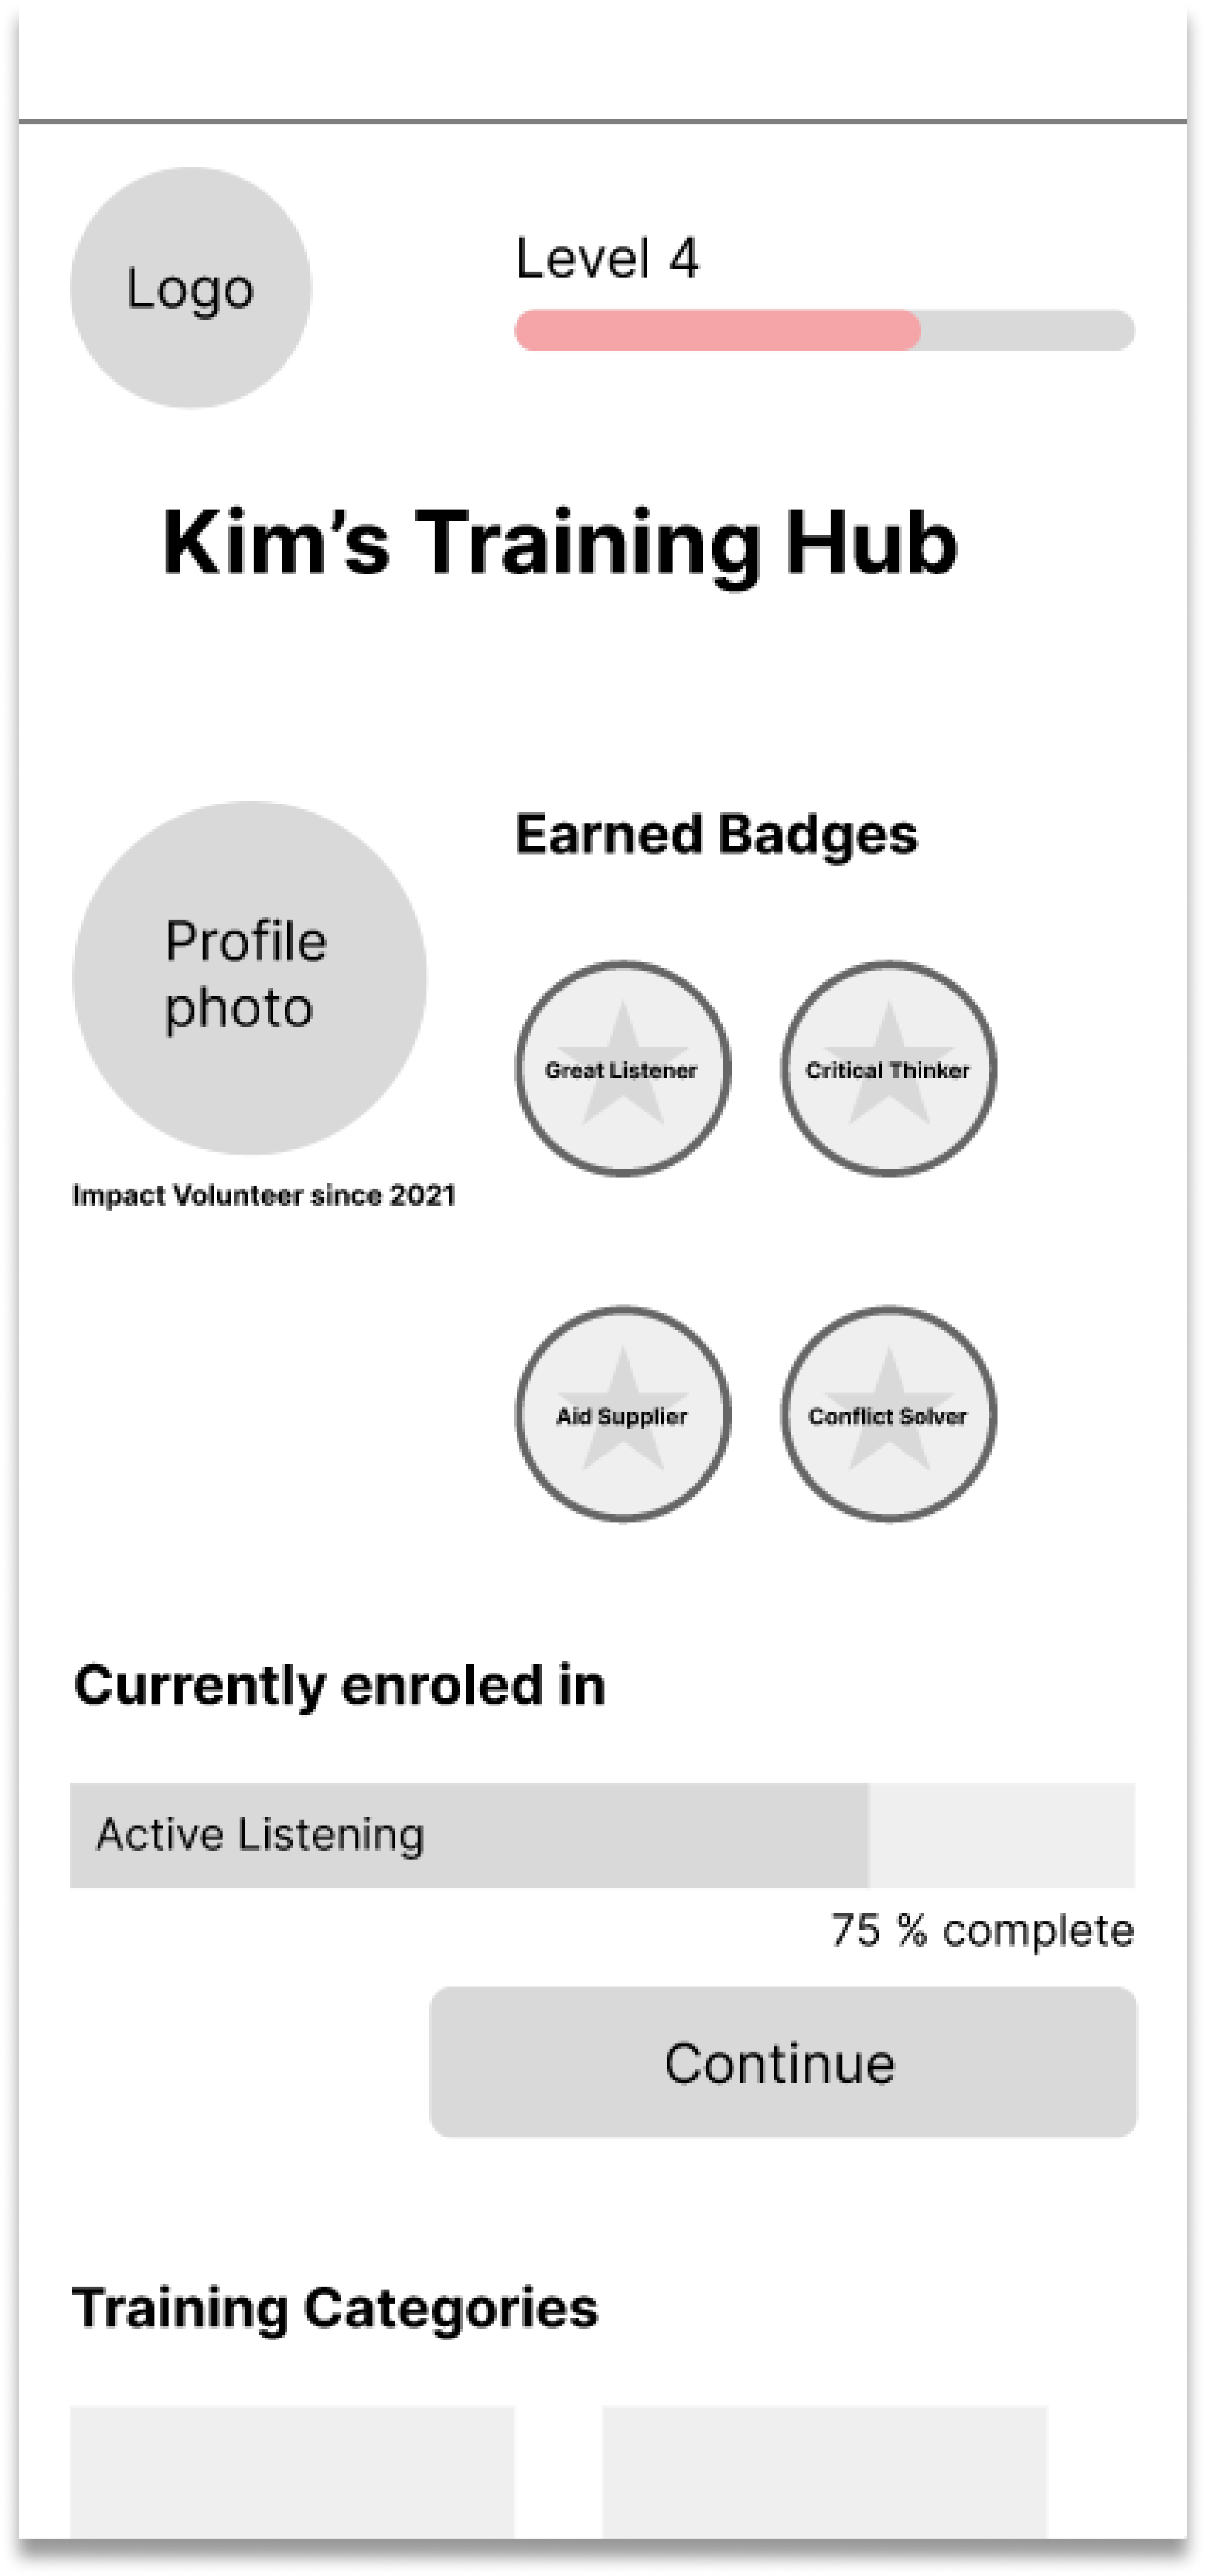 Logo
Level 4
Kim’s Training Hub
Profile
photo
Impact Volunteer since 2021
Earned Badges
Great Listener
Critical Thinker
Aid Supplier
Conflict Solver
Currently enroled in
Active Listening
75 % complete
Continue
Training Categories